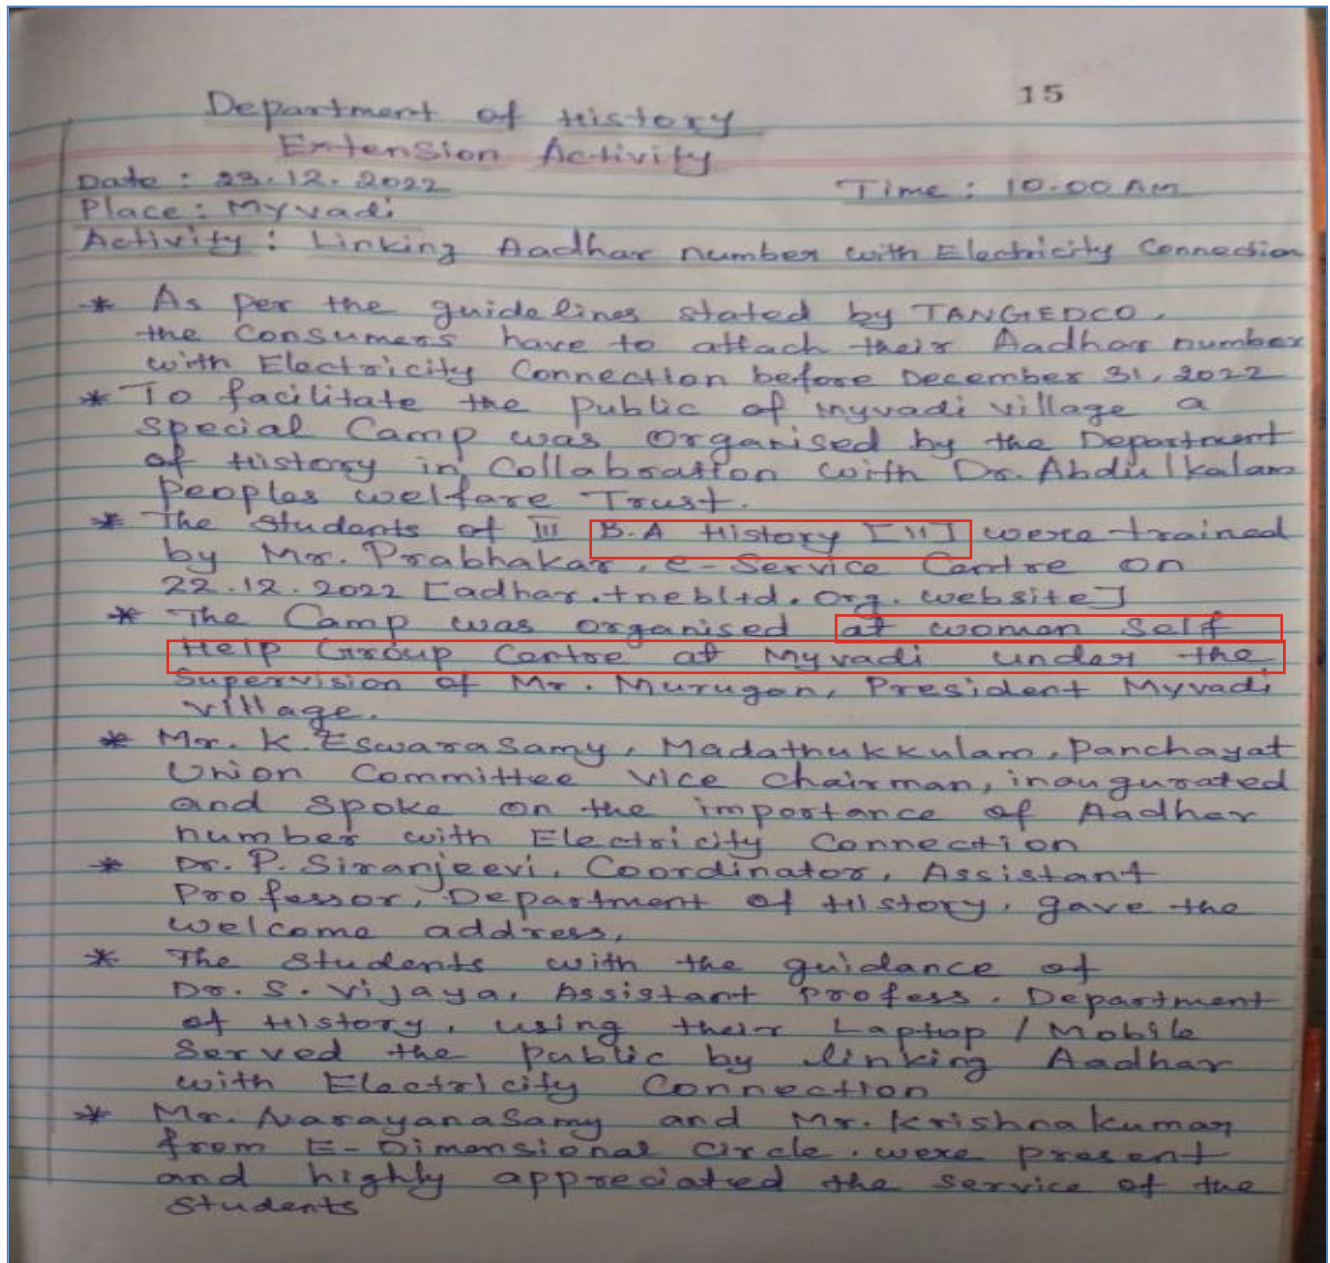 15
Department of History
Extension Activity
Date : 23.12.2022 Time : 10.00 Am
Place : Myvadi
Activity : Linking Aadhar number with Electricity Connection
* As per the guidelines stated by TANGEDCO.
the Consumers have to attach their Aadhar number
with Electricity Connection before December 31, 2022
* To facilitate the Public of Myvadi village a
Special Camp was organised by the Department
of History in Collabration with Dr. Abdulkalam
Peoples welfare Trust.
* The Students of III B.A History [11] were trained
by Mr. Prabhakar, e-Service Centre on
22.12.2022 [adhar.tnebltd.org. website]
* The Camp was organised at woman Self
Help Group Centre at Myvadi under the
Supervision of Mr. Murugan, President Myvadi
village.
* Mr. K. Eswarasamy, Madathukkulam, Panchayat
Union Committee Vice Chairman, inaugurated
and Spoke on the importance of Aadhar
number with Electricity Connection
* Dr. P. Siranjeevi, Coordinator, Assistant
Professor, Department of History, gave the
welcome address,
* The Students with the guidance of
Dr. S. Vijaya, Assistant Profess. Department
of History, using their Laptop / Mobile
Served the Public by linking Aadhar
with Electricity Connection
* Mr. NarayanaSamy and Mr. Krishnakumar
from E-Dimensional Circle, were present
and highly appreciated the service of the
Students